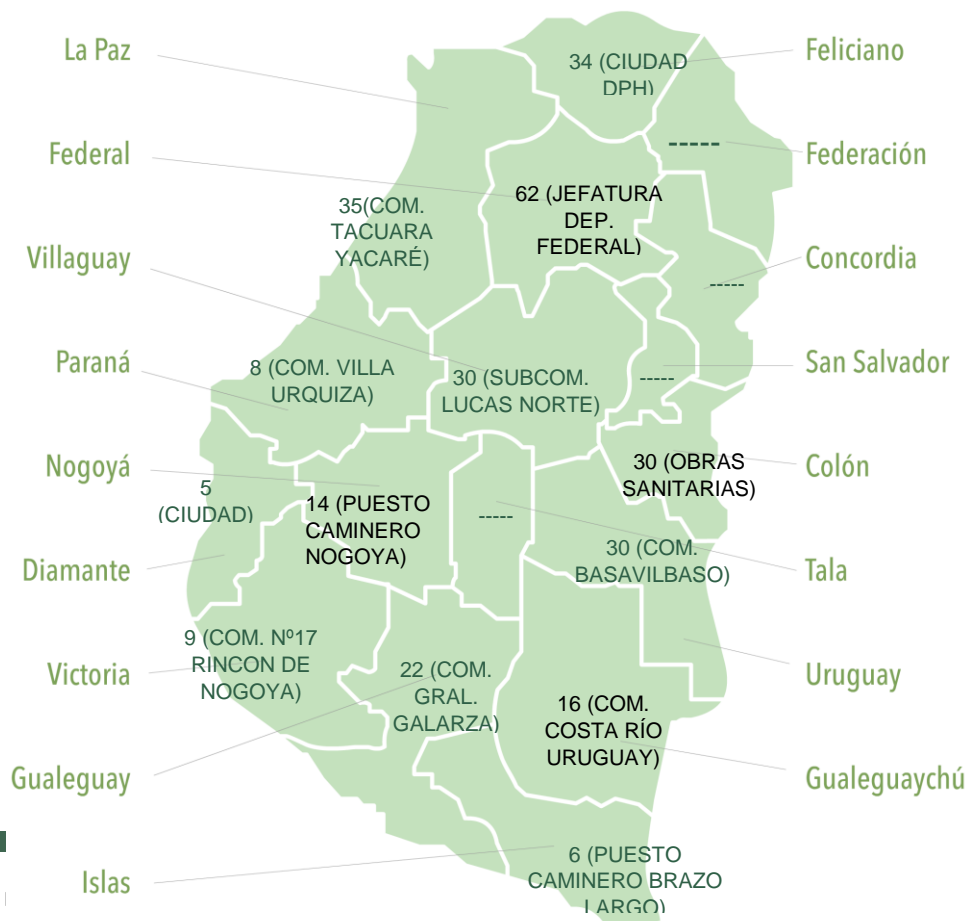 La Paz
Federal
Villaguay
Paraná
Nogoyá
Diamante
Victoria
Gualeguay
Islas
34 (CIUDAD
DPH)
-----
62 (JEFATURA
DEP.
FEDERAL)
35(COM.
TACUARA
YACARÉ)
-----
8 (COM. VILLA
URQUIZA)
30 (SUBCOM.
LUCAS NORTE)
-----
5
(CIUDAD)
14 (PUESTO
CAMINERO
NOGOYA)
-----
30 (OBRAS
SANITARIAS)
30 (COM.
BASAVILBASO)
9 (COM. Nº17
RINCON DE
NOGOYA)
22 (COM.
GRAL.
GALARZA)
16 (COM.
COSTA RÍO
URUGUAY)
6 (PUESTO
CAMINERO BRAZO
LARGO)
Feliciano
Federación
Concordia
San Salvador
Colón
Tala
Uruguay
Gualeguaychú